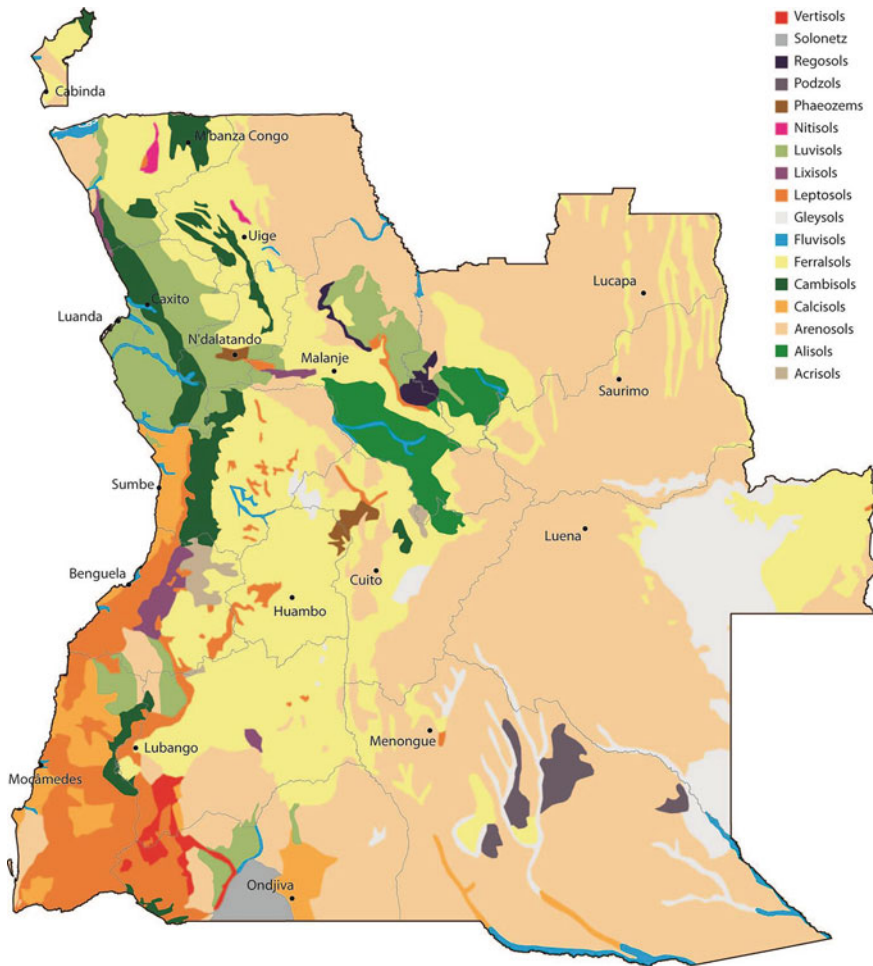 Vertisols
Solonetz
Regosols
Podzols
Phaeozems
Nitisols
Luvisols
Lixisols
Leptosols
Gleysols
Fluvisols
Ferralsols
Cambisols
Calcisols
Arenosols
Alisols
Acrisols
Cabinda
M'banza Congo
Uige
Caxito
Luanda
N'dalatando
Malanje
Lucapa
Saurimo
Sumbe
Luena
Benguela
Cuito
Huambo
Menongue
Lubango
Moçâmedes
Ondjiva